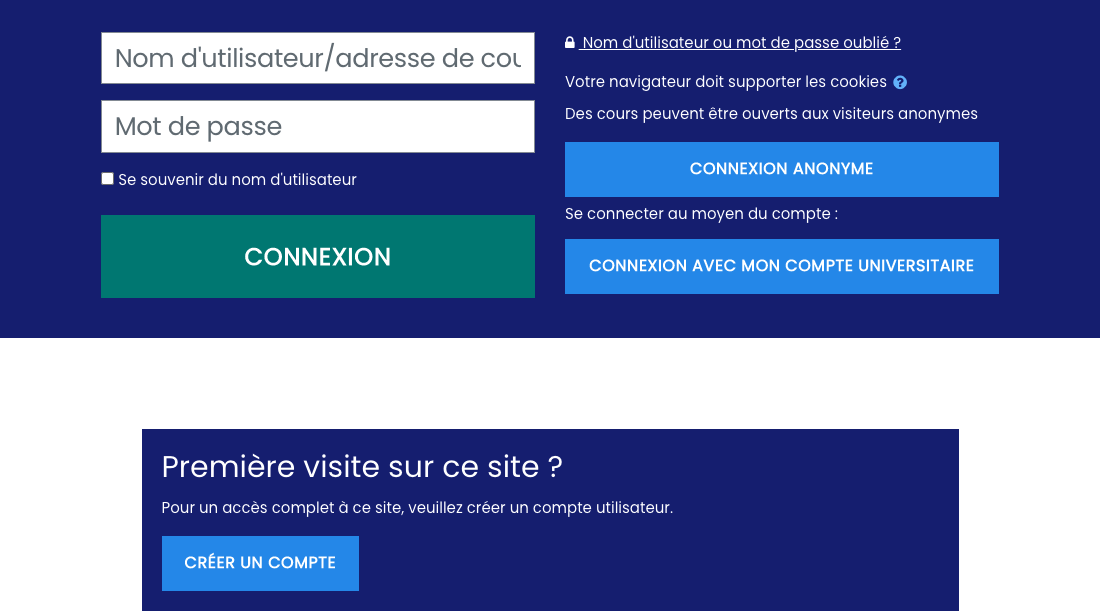 Nom d'utilisateur/adresse de cou
Mot de passe
Se souvenir du nom d'utilisateur
CONNEXION
Nom d'utilisateur ou mot de passe oublié ?
Votre navigateur doit supporter les cookies ?
Des cours peuvent être ouverts aux visiteurs anonymes
CONNEXION ANONYME
Se connecter au moyen du compte :
CONNEXION AVEC MON COMPTE UNIVERSITAIRE
Première visite sur ce site ?
Pour un accès complet à ce site, veuillez créer un compte utilisateur.
CRÉER UN COMPTE